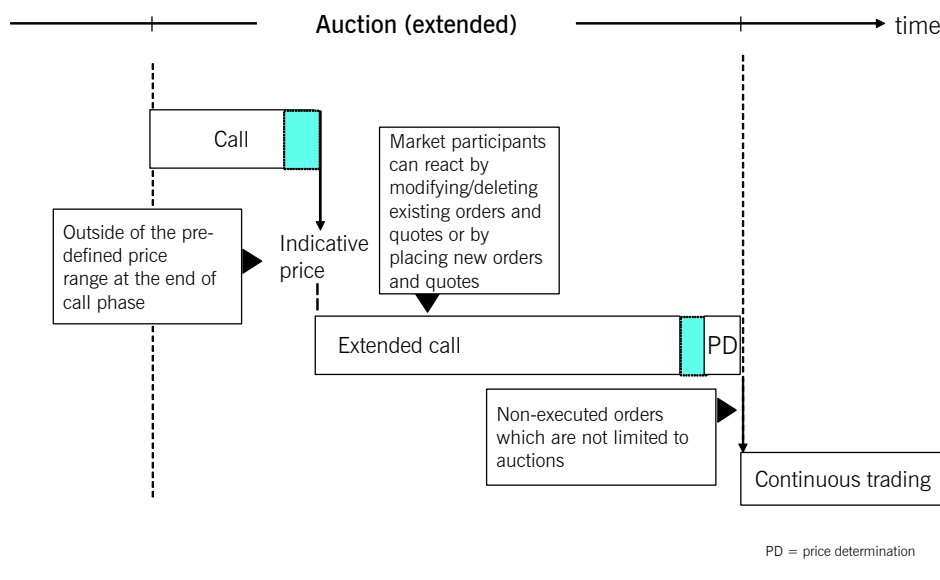 Auction (extended)
time
Call
Market participants
can react by
modifying/deleting
existing orders and
quotes or by
placing new orders
and quotes
Outside of the pre-
defined price
range at the end of
call phase
Indicative
price
Extended call
PD
Non-executed orders
which are not limited to
auctions
Continuous trading
PD = price determination